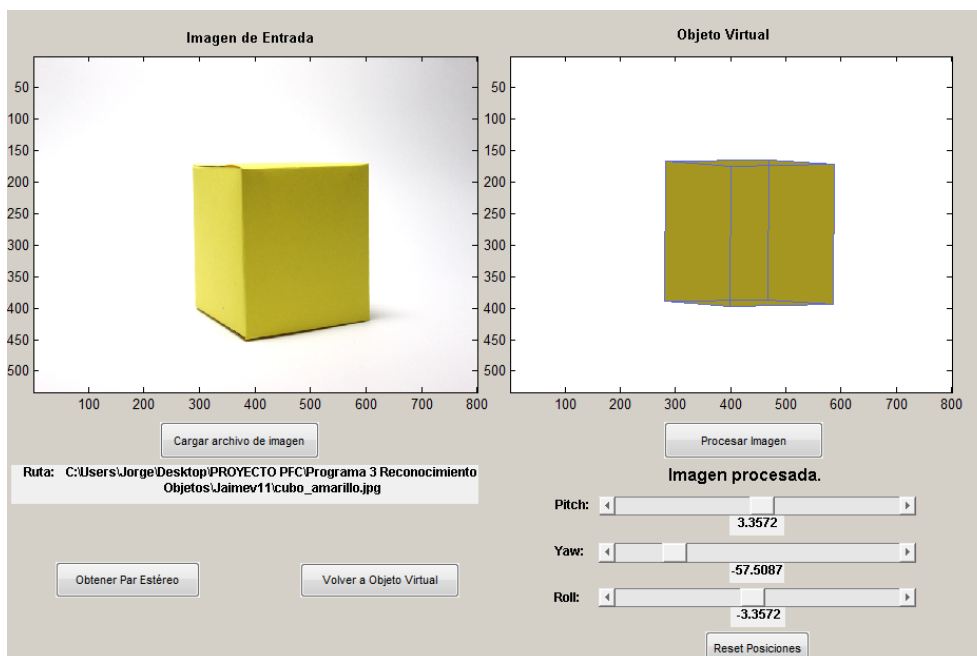 Imagen de Entrada
50
100
150
200
250
300
350
400
450
500
100 200 300 400 500 600 700 800
Cargar archivo de imagen
Ruta: C:\Users\Jorge\Desktop\PROYECTO PFC\Programa 3 Reconocimiento
Objetos\Jaimev11\cubo_amarillo.jpg
Obtener Par Estéreo
Volver a Objeto Virtual
Objeto Virtual
50
100
150
200
250
300
350
400
450
500
100 200 300 400 500 600 700 800
Procesar Imagen
Imagen procesada.
Pitch:
3.3572
Yaw:
-57.5087
Roll:
-3.3572
Reset Posiciones